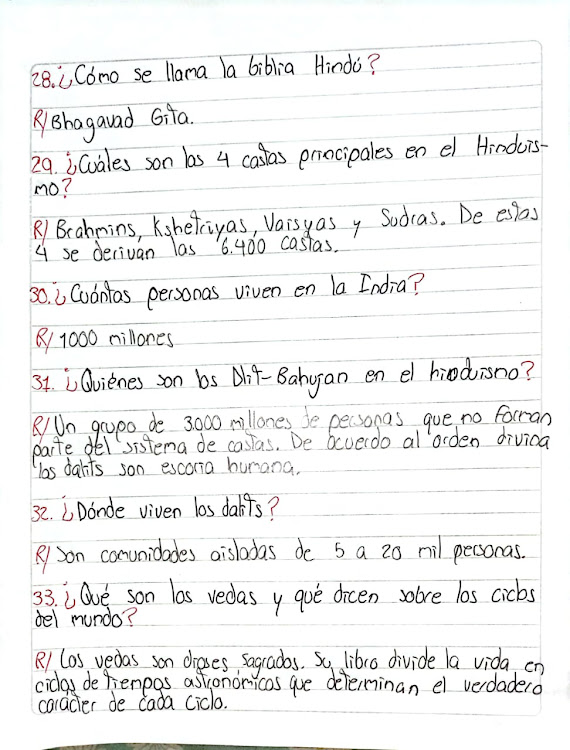 28. ¿Cómo se llama la biblia Hindú?
R/ Bhagavad Gita.
29. ¿Cuáles son las 4 castas principales en el Hinduis-
mo?
R/ Brahmins, Kshetriyas, Vaisyas y Sudras. De estas
4 se derivan las 6.400 castas.
30. ¿Cuántas personas viven en la India?
R/ 1000 millones
31. ¿Quiénes son los Dlit-Bahujan en el hinduismo?
R/ Un grupo de 3.000 millones de personas que no forman
parte del sistema de castas. De acuerdo al orden divina
los dalits son escoria humana.
32. ¿Dónde viven los dalits?
R/ Son comunidades aisladas de 5 a 20 mil personas.
33. ¿Qué son los vedas y qué dicen sobre los ciclos
del mundo?
R/ Los vedas son dioses sagrados. Su libro divide la vida en
ciclos de tiempos astronómicos que determinan el verdadero
carácter de cada ciclo.